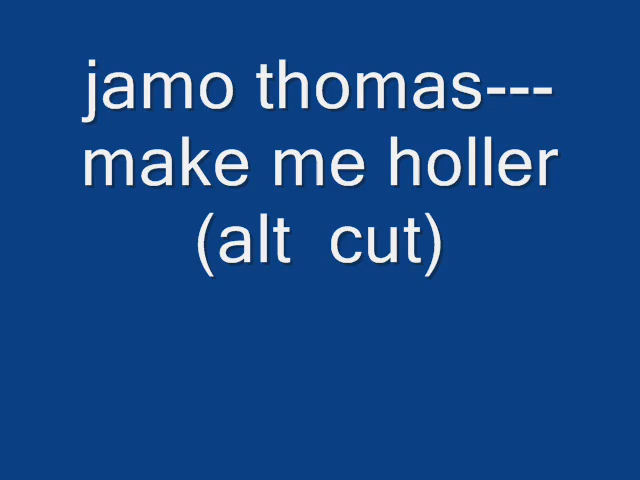 jamo thomas---
make me holler
(alt  cut)